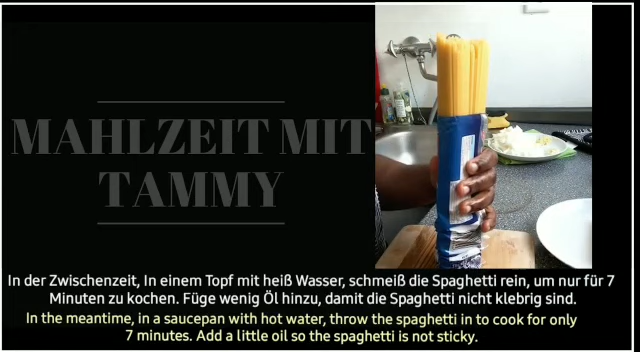 MAHLZEIT MIT
TAMMY
In der Zwischenzeit, In einem Topf mit heiß Wasser, schmeiß die Spaghetti rein, um nur für 7
Minuten zu kochen. Füge wenig Öl hinzu, damit die Spaghetti nicht klebrig sind.
In the meantime, in a saucepan with hot water, throw the spaghetti in to cook for only
7 minutes. Add a little oil so the spaghetti is not sticky.